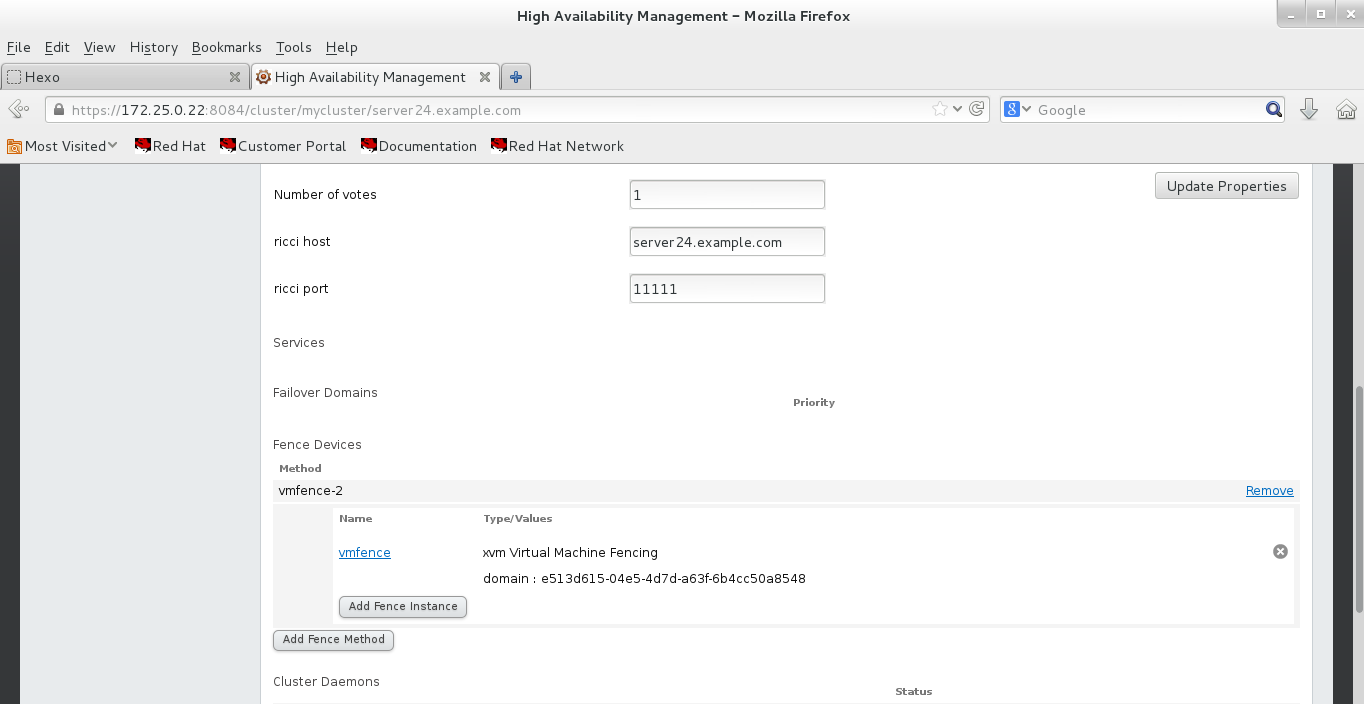 High Availability Management – Mozilla Firefox
File Edit View History Bookmarks Tools Help
Hexo
High Availability Management
https://172.25.0.22:8084/cluster/mycluster/server24.example.com
Google
Most Visited Red Hat Customer Portal Documentation Red Hat Network
Number of votes 1 Update Properties
ricci host server24.example.com
ricci port 11111
Services
Failover Domains
Priority
Fence Devices
Method
vmfence-2 Remove
Name Type/Values
vmfence xvm Virtual Machine Fencing
domain : e513d615-04e5-4d7d-a63f-6b4cc50a8548
Add Fence Instance
Add Fence Method
Cluster Daemons
Status